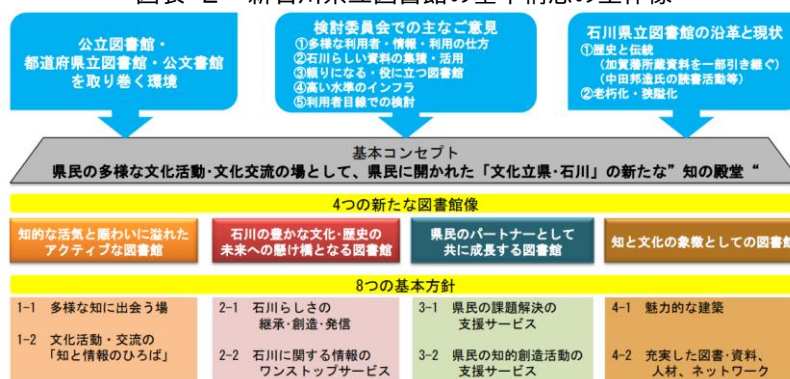 公立図書館・
都道府県立図書館・公文書館
を取り巻く環境
検討委員会での主なご意見
①多様な利用者・情報・利用の仕方
②石川らしい資料の集積・活用
③頼りになる・役に立つ図書館
④高い水準のインフラ
⑤利用者目線での検討
石川県立図書館の沿革と現状
①歴史と伝統
（加賀藩所蔵資料を一部引き継ぐ）
（中田邦造氏の読書活動等）
②老朽化・狭隘化
基本コンセプト
県民の多様な文化活動・文化交流の場として、県民に開かれた「文化立県・石川」の新たな”知の殿堂“
4つの新たな図書館像
知的な活気と賑わいに溢れた
アクティブな図書館
石川の豊かな文化・歴史の
未来への懸け橋となる図書館
県民のパートナーとして
共に成長する図書館
知と文化の象徴としての図書館
8つの基本方針
1-1 多様な知に出会う場
1-2 文化活動・交流の
「知と情報のひろば」
2-1 石川らしさの
継承・創造・発信
2-2 石川に関する情報の
ワンストップサービス
3-1 県民の課題解決の
支援サービス
3-2 県民の知的創造活動の
支援サービス
4-1 魅力的な建築
4-2 充実した図書・資料、
人材、ネットワーク